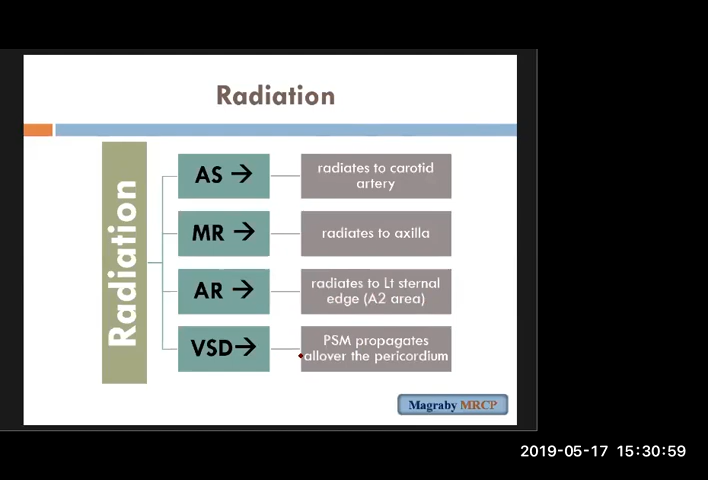 Radiation
Radiation
AS →
radiates to carotid
artery
MR →
radiates to axilla
AR →
radiates to Lt sternal
edge (A2 area)
VSD→
PSM propagates
allover the pericordium
Magraby MRCP
2019-05-17 15:30:59